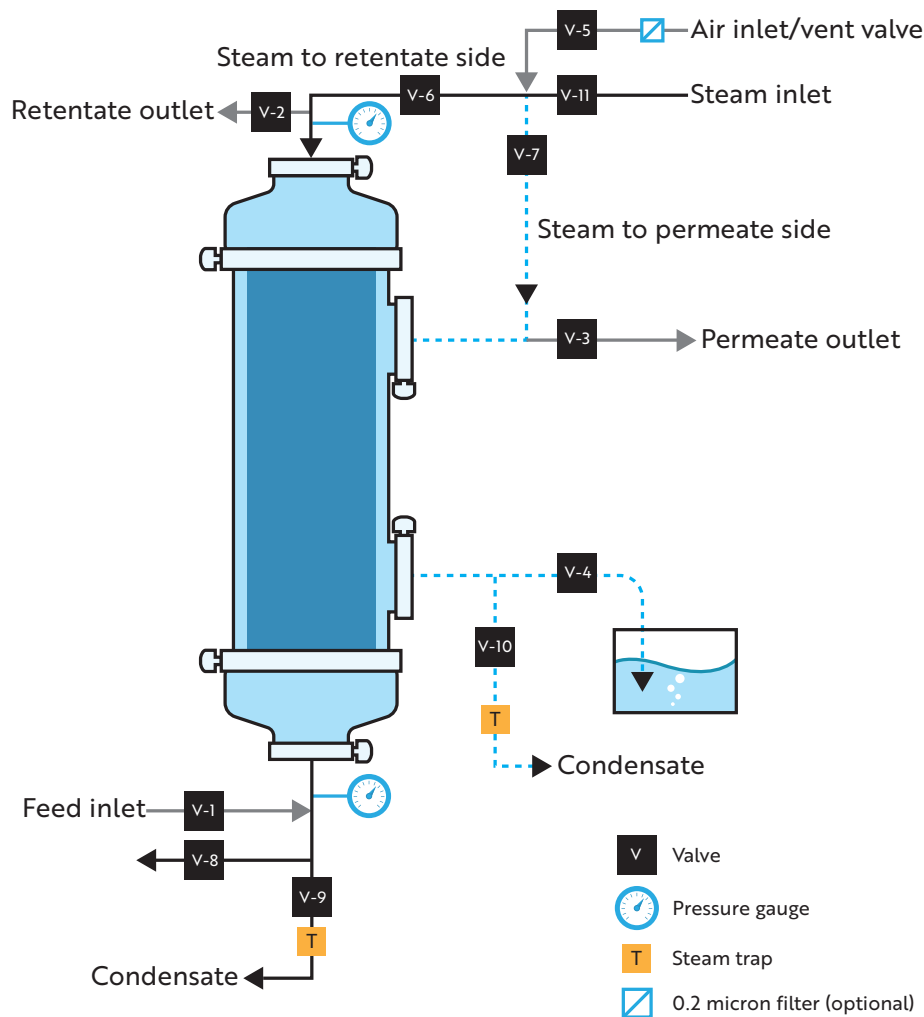 V-5
Air inlet/vent valve
Steam to retentate side
V-6
V-11
Steam inlet
Retentate outlet
V-2
V-7
Steam to permeate side
V-3
Permeate outlet
V-4
V-10
T
Condensate
Feed inlet
V-1
V-8
V-9
T
Condensate
V
Valve
Pressure gauge
T
Steam trap
0.2 micron filter (optional)